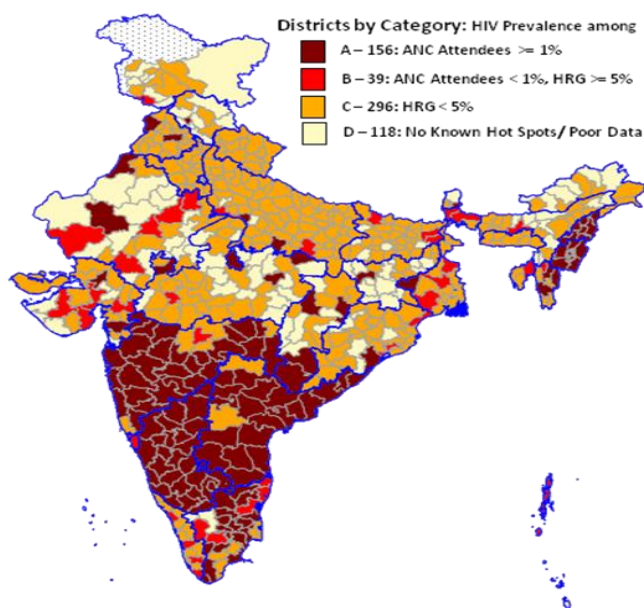 Districts by Category: HIV Prevalence among
A – 156: ANC Attendees >= 1%
B – 39: ANC Attendees < 1%, HRG >= 5%
C – 296: HRG < 5%
D – 118: No Known Hot Spots/ Poor Data